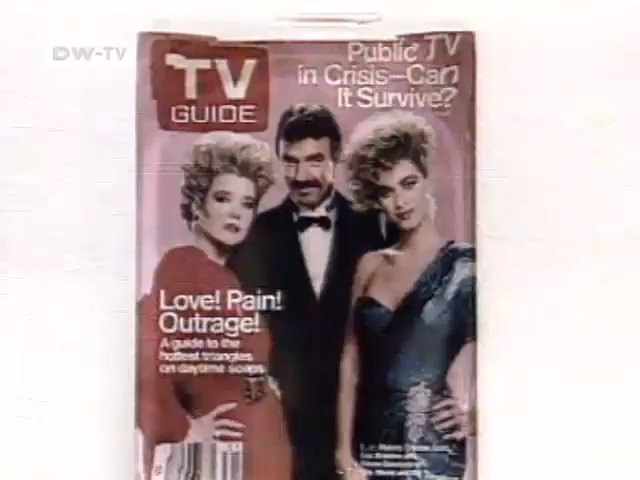 DW-TV
TV
GUIDE
Public TV
in Crisis–Can
It Survive?
Love! Pain!
Outrage!
A guide to the
hottest triangles
on daytime soaps